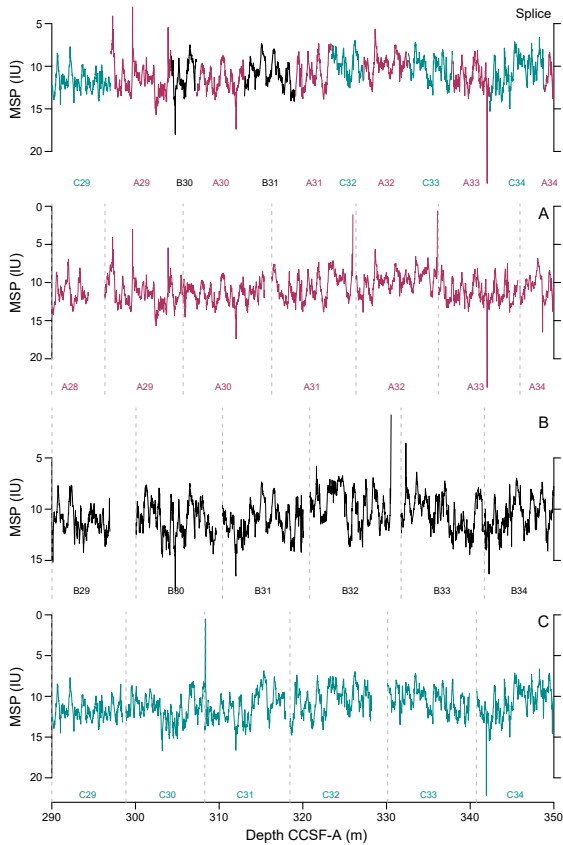 Splice
5
10
15
20
MSP (IU)
C29 A29 B30 A30 B31 A31 C32 A32 C33 A33 C34 A34
A
0
5
10
15
20
MSP (IU)
A28 A29 A30 A31 A32 A33 A34
B
5
10
15
MSP (IU)
B29 B30 B31 B32 B33 B34
C
0
5
10
15
20
MSP (IU)
C29 C30 C31 C32 C33 C34
290 300 310 320 330 340 350
Depth CCSF-A (m)